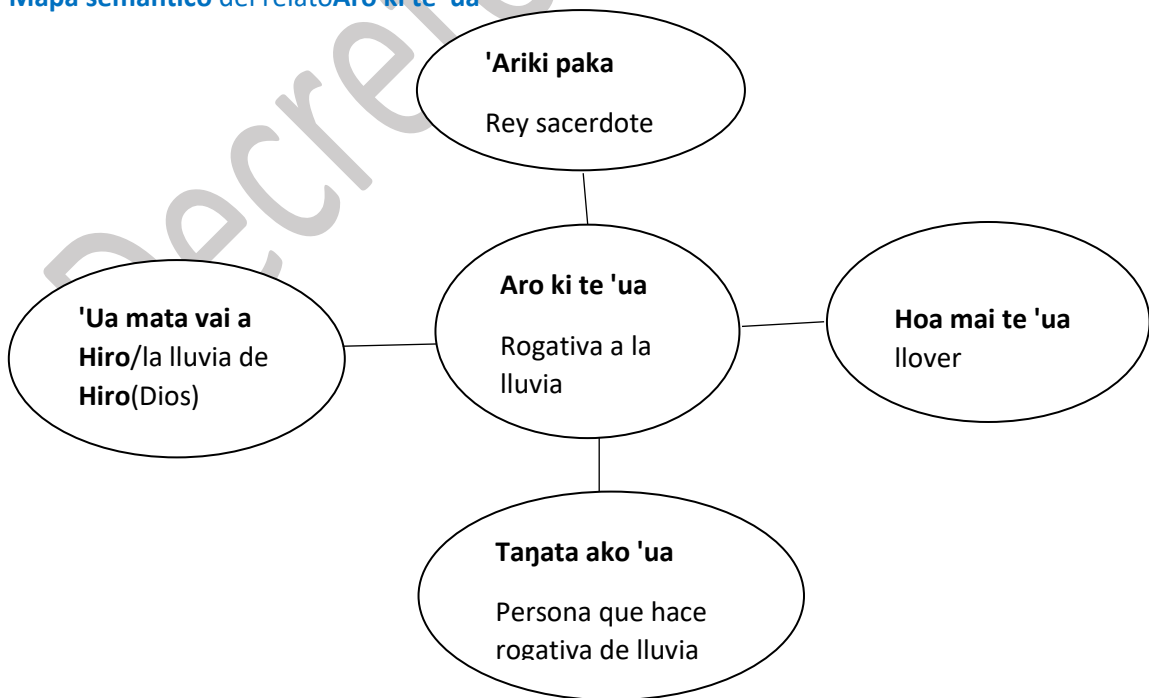 Mapa semántico del relatoAro ki te 'ua
'Ariki paka
Rey sacerdote
Aro ki te 'ua
Rogativa a la
lluvia
'Ua mata vai a
Hiro/la lluvia de
Hiro(Dios)
Hoa mai te 'ua
llover
Taŋata ako 'ua
Persona que hace
rogativa de lluvia